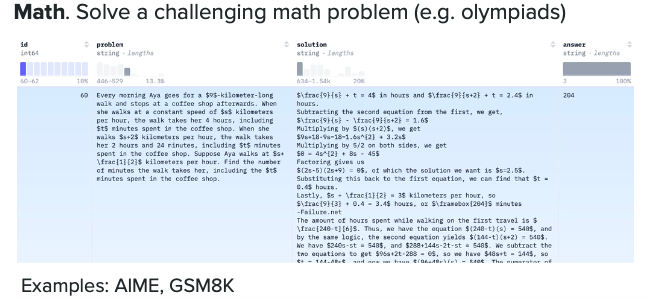 Math. Solve a challenging math problem (e.g. olympiads)
id
int64
60-62
10%
problem
string · lengths
446-529
13.3%
solution
string · lengths
636-1.54k
20%
answer
string · lengths
3
100%
60
Every morning Aya goes for a $9$-kilometer-long
walk and stops at a coffee shop afterwards. When
she walks at a constant speed of $s$ kilometers
per hour, the walk takes her 4 hours, including
$t$ minutes spent in the coffee shop. When she
walks $s+2$ kilometers per hour, the walk takes
her 2 hours and 24 minutes, including $t$ minutes
spent in the coffee shop. Suppose Aya walks at $s+
\frac{1}{2}$ kilometers per hour. Find the number
of minutes the walk takes her, including the $t$
minutes spent in the coffee shop.
$\frac{9}{s} + t = 4$ in hours and $\frac{9}{s+2} + t = 2.4$ in
hours.
Subtracting the second equation from the first, we get,
$\frac{9}{s} - \frac{9}{s+2} = 1.6$
Multiplying by $(s)(s+2)$, we get
$9s+18-9s=18=1.6s^{2} + 3.2s$
Multiplying by 5/2 on both sides, we get
$0 = 4s^{2} + 8s - 45$
Factoring gives us
$(2s-5)(2s+9) = 0$, of which the solution we want is $s=2.5$.
Substituting this back to the first equation, we can find that $t =
0.4$ hours.
Lastly, $s + \frac{1}{2} = 3$ kilometers per hour, so
$\frac{9}{3} + 0.4 = 3.4$ hours, or $\framebox{204}$ minutes
-Failure.net
The amount of hours spent while walking on the first travel is $
\frac{240-t}{6}$. Thus, we have the equation $(240-t)(s) = 540$, and
by the same logic, the second equation yields $(144-t)(s+2) = 540$.
We have $240s-st = 540$, and $288+144s-2t-st = 540$. We subtract the
two equations to get $96s+2t-288 = 0$, so we have $48s+t = 144$, so
204
Examples: AIME, GSM8K